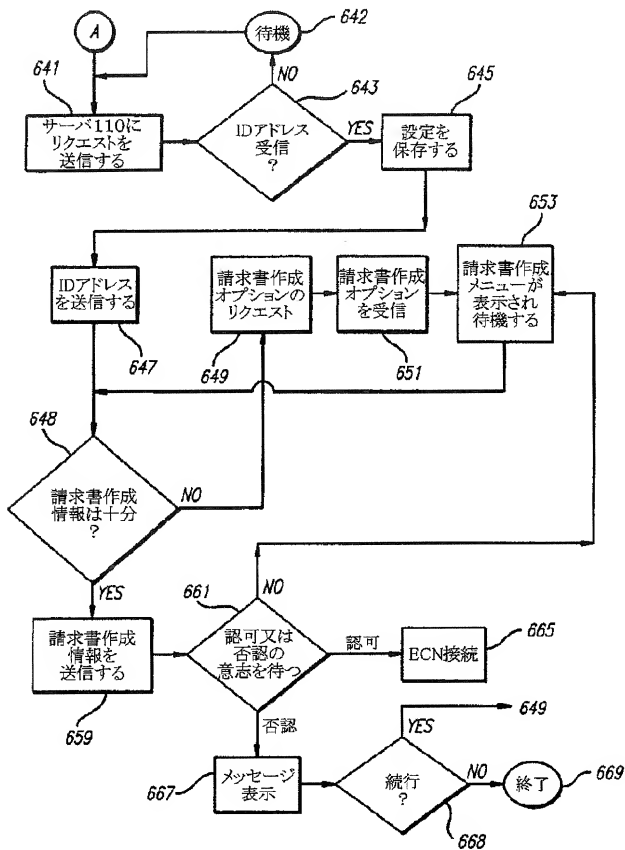 A
待機
642
641
NO
643
645
サーバ110に
リクエストを
送信する
IDアドレス
受信
?
YES
設定を
保存する
653
IDアドレス
を送信する
請求書作成
オプションの
リクエスト
請求書作成
オプション
を受信
請求書作成
メニューが
表示され
待機する
647
649
651
648
請求書作成
情報は十分
?
NO
YES
661
NO
665
請求書作成
情報を
送信する
認可又は
否認の
意志を待つ
認可
ECN接続
659
否認
YES
649
667
メッセージ
表示
続行
?
NO
終了
669
668